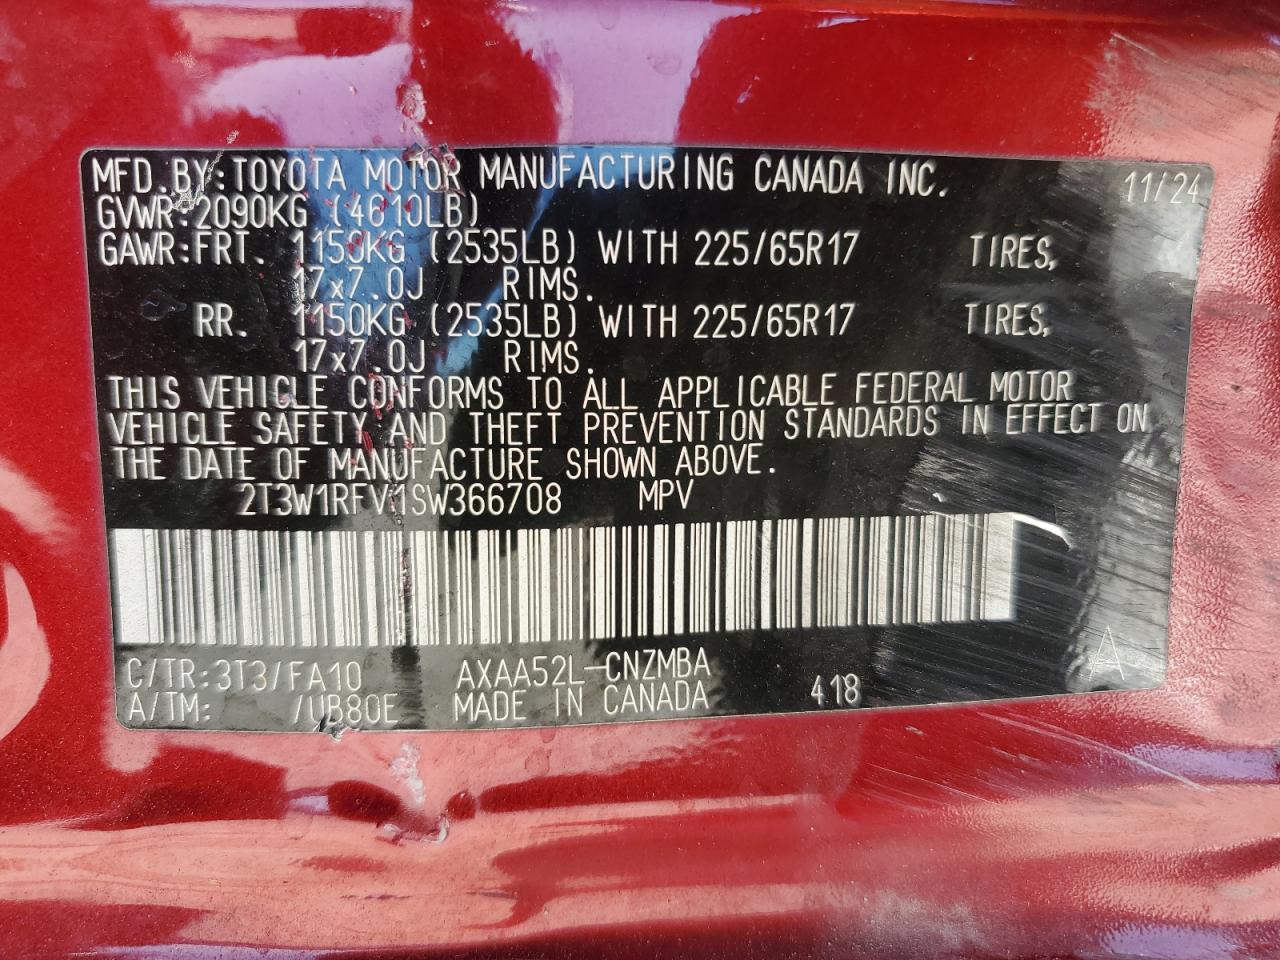 MFD.BY:TOYOTA MOTOR MANUFACTURING CANADA INC. 11/24
GVWR:2090KG (4610LB)
GAWR:FRT. 1150KG (2535LB) WITH 225/65R17 TIRES,
17x7.0J RIMS.
RR. 1150KG (2535LB) WITH 225/65R17 TIRES,
17x7.0J RIMS.
THIS VEHICLE CONFORMS TO ALL APPLICABLE FEDERAL MOTOR
VEHICLE SAFETY AND THEFT PREVENTION STANDARDS IN EFFECT ON
THE DATE OF MANUFACTURE SHOWN ABOVE.
2T3W1RFV1SW366708 MPV
C/TR:3T3/FA10 AXAA52L-CNZMBA
A/TM: /UB80E MADE IN CANADA 418 A